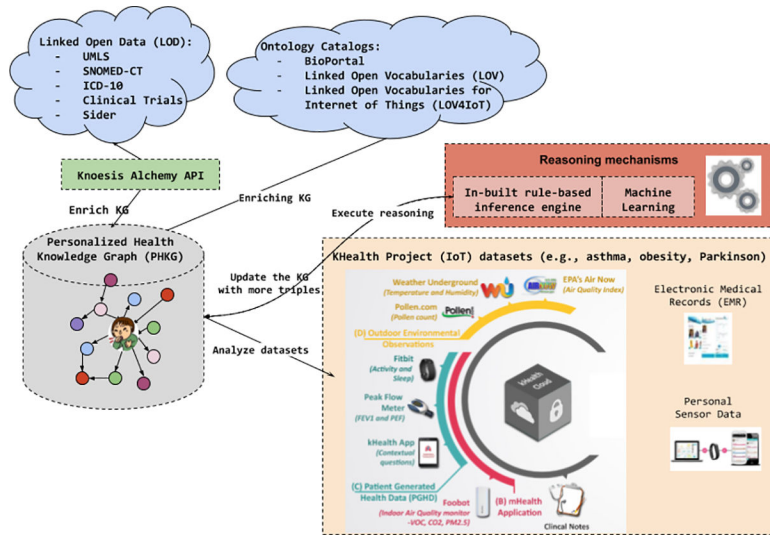 Linked Open Data (LOD):
- UMLS
- SNOMED-CT
- ICD-10
- Clinical Trials
- Sider
Ontology Catalogs:
- BioPortal
- Linked Open Vocabularies (LOV)
- Linked Open Vocabularies for
Internet of Things (LOV4IoT)
Knoesis Alchemy API
Enrich KG
Enriching KG
Reasoning mechanisms
In-built rule-based
inference engine
Machine
Learning
Execute reasoning
Personalized Health
Knowledge Graph (PHKG)
Update the KG
with more triples
Analyze datasets
KHealth Project (IoT) datasets (e.g., asthma, obesity, Parkinson)
Weather Underground
(Temperature and Humidity)
EPA's Air Now
(Air Quality Index)
Pollen.com
(Pollen count)
Pollen
(D) Outdoor Environmental
Observations
Fitbit
(Activity and
Sleep)
Peak Flow
Meter
(FEV1 and PEF)
kHealth App
(Contextual
questions)
(C) Patient Generated
Health Data (PGHD)
Foobot
(Indoor Air Quality monitor
-VOC, CO2, PM2.5)
(B) mHealth
Application
Clincal Notes
kHealth
Cloud
Electronic Medical
Records (EMR)
Personal
Sensor Data